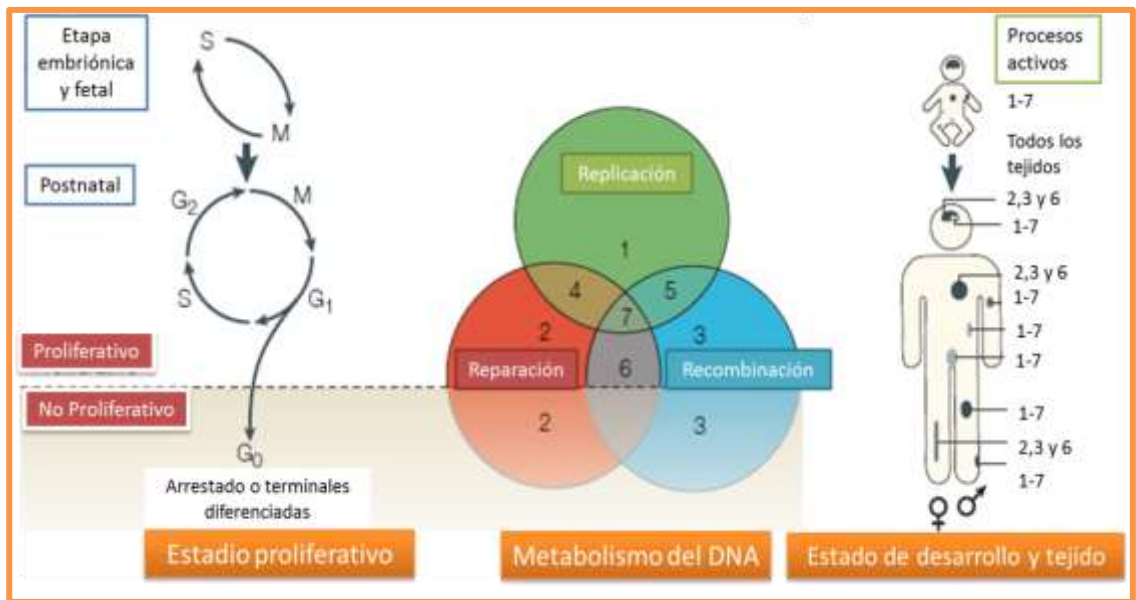 Etapa
embriónica
y fetal
S
M
Postnatal
G2
M
S
G1
Proliferativo
No Proliferativo
G0
Arrestado o terminales
diferenciadas
Estadio proliferativo
Replicación
1
4
5
7
2
3
Reparación
6
Recombinación
2
3
Metabolismo del DNA
Procesos
activos
1-7
Todos los
tejidos
2,3 y 6
1-7
2,3 y 6
1-7
1-7
1-7
1-7
2,3 y 6
1-7
♀ ♂
Estado de desarrollo y tejido